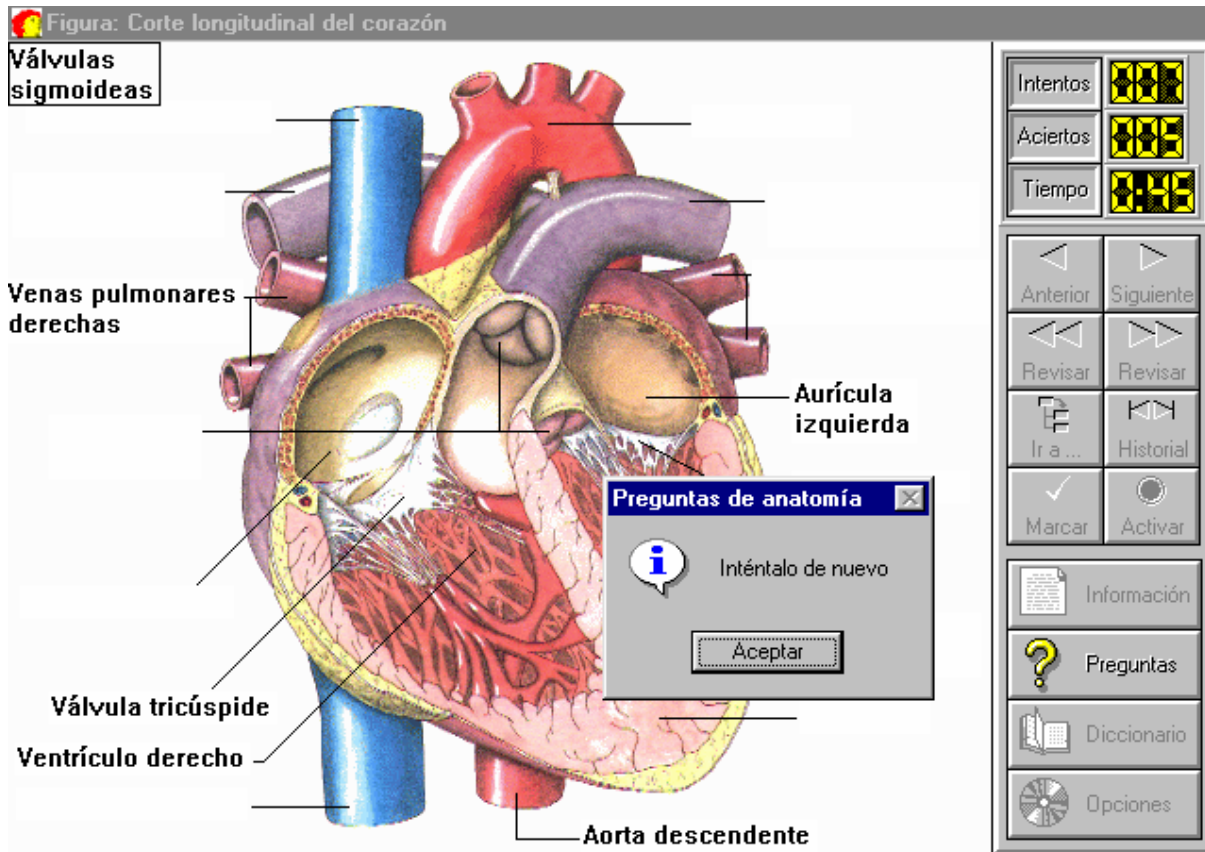 Figura: Corte longitudinal del corazón
Válvulas
sigmoideas
Venas pulmonares
derechas
Aurícula
izquierda
Válvula tricúspide
Ventrículo derecho
Aorta descendente
Preguntas de anatomía
Inténtalo de nuevo
Aceptar
Intentos
Aciertos
Tiempo
0:45
Anterior
Siguiente
Revisar
Revisar
Ir a ...
Historial
Marcar
Activar
Información
Preguntas
Diccionario
Opciones